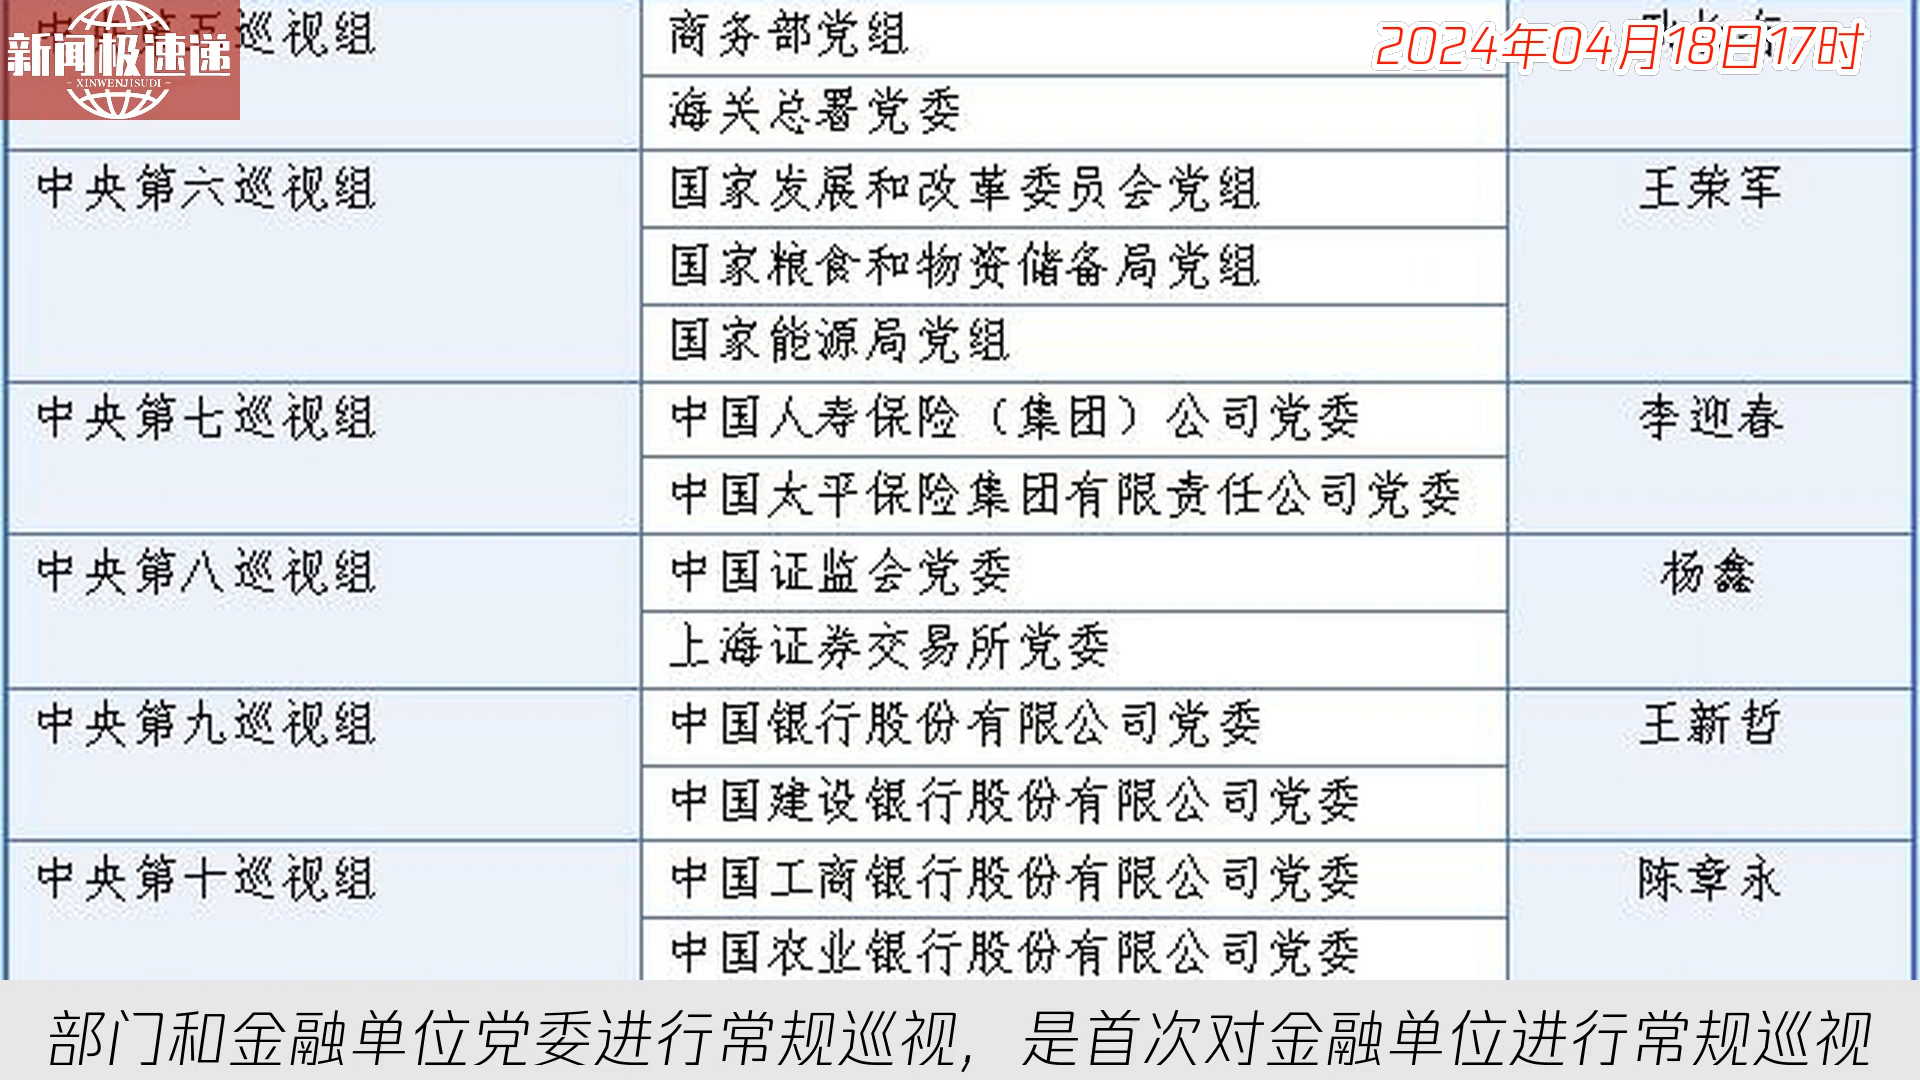 新闻极速递
XINWENJISUDI
2024年04月18日17时
巡视组
商务部党组
海关总署党委
中央第六巡视组
国家发展和改革委员会党组
王荣军
国家粮食和物资储备局党组
国家能源局党组
中央第七巡视组
中国人寿保险（集团）公司党委
李迎春
中国太平保险集团有限责任公司党委
中央第八巡视组
中国证监会党委
杨鑫
上海证券交易所党委
中央第九巡视组
中国银行股份有限公司党委
王新哲
中国建设银行股份有限公司党委
中央第十巡视组
中国工商银行股份有限公司党委
陈章永
中国农业银行股份有限公司党委
部门和金融单位党委进行常规巡视，是首次对金融单位进行常规巡视